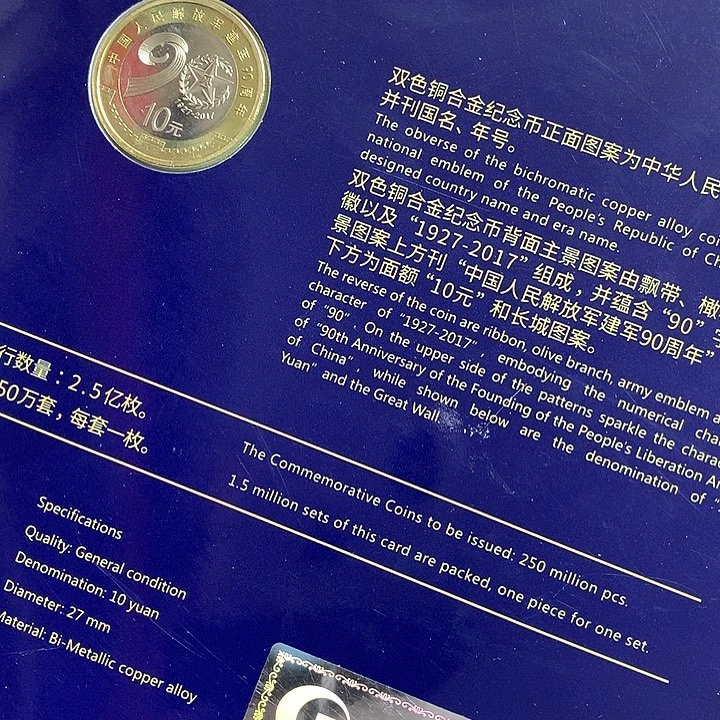 中国人民解放军建军90周年
1927-2017
10元
双色铜合金纪念币正面图案为中华人民
并刊国名、年号。
The obverse of the bichromatic copper alloy coi
national emblem of the People's Republic of Ch
designed country name and era name.
双色铜合金纪念币背面主景图案由飘带、橄
徽以及“1927-2017”组成，并蕴含“90”字
景图案上方刊“中国人民解放军建军90周年”
下方为面额“10元”和长城图案。
The reverse of the coin are ribbon, olive branch, army emblem a
character of "1927-2017", embodying the numerical cha
of "90". On the upper side of the patterns sparkle the charac
of "90th Anniversary of the Founding of the People's Liberation Ar
of China", while shown below are the denomination of "
Yuan" and the Great Wall
行数量：2.5亿枚。
50万套，每套一枚。
The Commemorative Coins to be issued: 250 million pcs.
1.5 million sets of this card are packed, one piece for one set.
Specifications
Quality: General condition
Denomination: 10 yuan
Diameter: 27 mm
Material: Bi-Metallic copper alloy